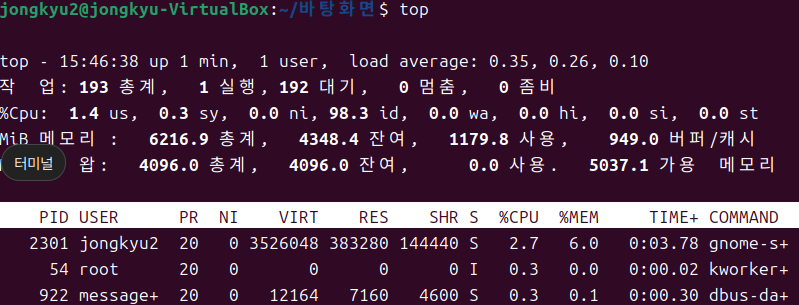 jongkyu2@jongkyu-VirtualBox:~/바탕화면$ top
top - 15:46:38 up 1 min,  1 user,  load average: 0.35, 0.26, 0.10
작  업: 193 총계,   1 실행, 192 대기,   0 멈춤,   0 좀비
%Cpu:  1.4 us,  0.3 sy,  0.0 ni, 98.3 id,  0.0 wa,  0.0 hi,  0.0 si,  0.0 st
MiB 메모리 :   6216.9 총계,   4348.4 잔여,   1179.8 사용,    949.0 버퍼/캐시
터미널 왑:   4096.0 총계,   4096.0 잔여,      0.0 사용.   5037.1 가용  메모리
PID USER      PR  NI    VIRT    RES    SHR S  %CPU  %MEM     TIME+ COMMAND
2301 jongkyu2  20   0 3526048 383280 144440 S   2.7   6.0   0:03.78 gnome-s+
54 root      20   0       0      0      0 I   0.3   0.0   0:00.02 kworker+
922 message+  20   0   12164   7160   4600 S   0.3   0.1   0:00.30 dbus-da+